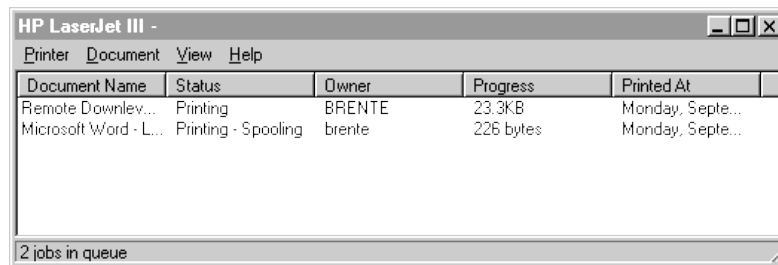 HP LaserJet III -
Printer Document View Help
Document Name Status Owner Progress Printed At
Remote Downlev... Printing BRENTE 23.3KB Monday, Septe...
Microsoft Word - L... Printing - Spooling brente 226 bytes Monday, Septe...
2 jobs in queue